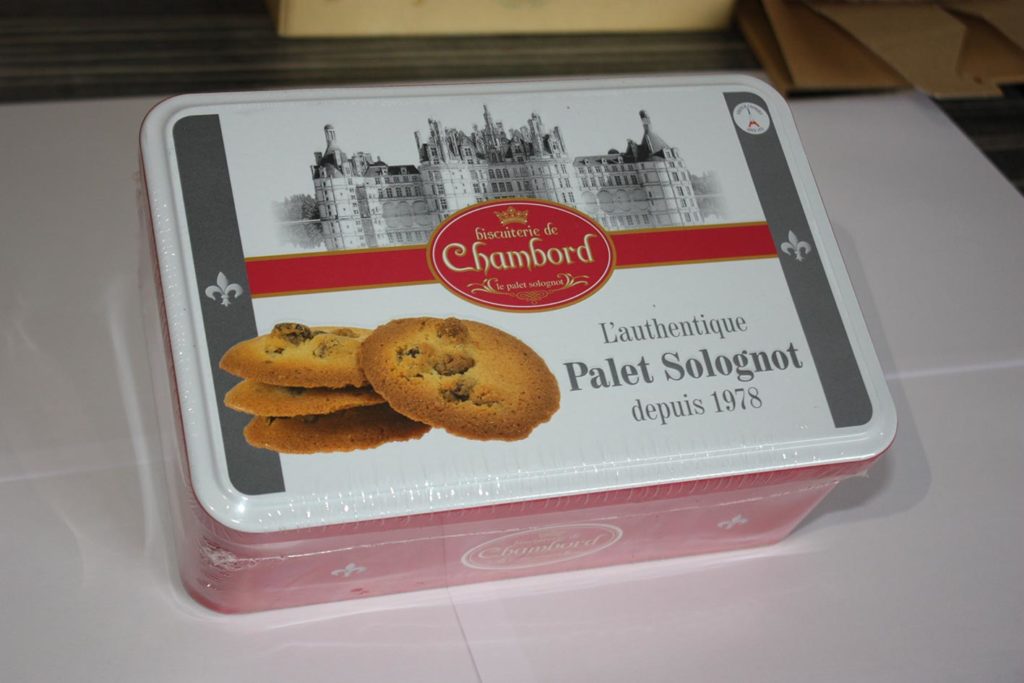 biscuiterie de
Chambord
le palet solognot
L'authentique
Palet Solognot
depuis 1978
Chambord